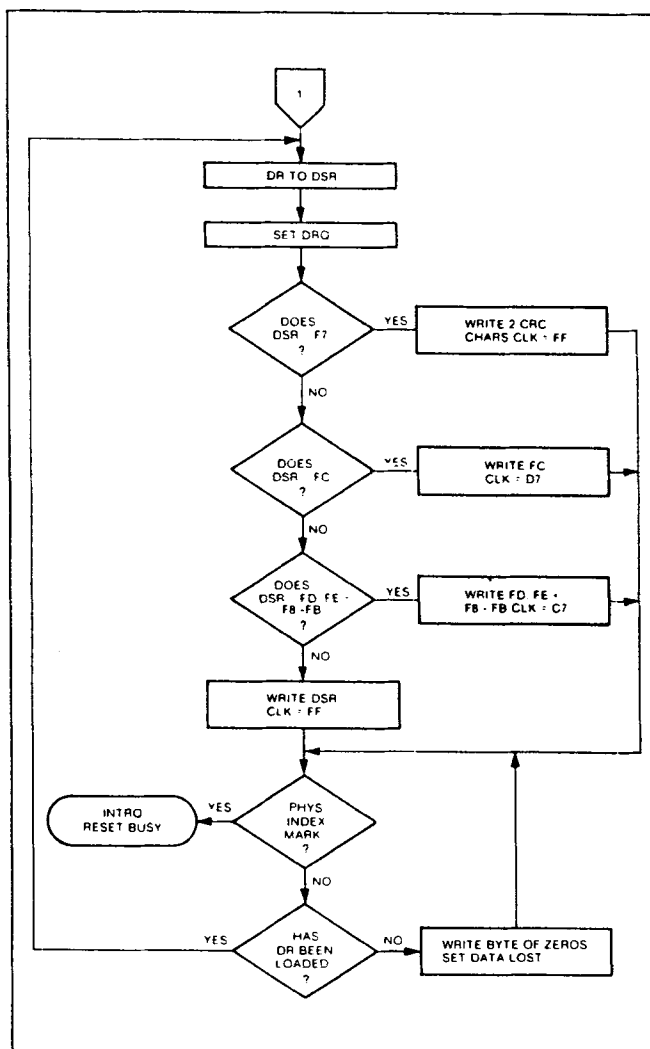 1
DR TO DSR
SET DRQ
DOES
DSR = F7
?
YES
WRITE 2 CRC
CHARS CLK = FF
NO
DOES
DSR = FC
?
YES
WRITE FC
CLK = D7
NO
DOES
DSR = FD, FE -
F8 - FB
?
YES
WRITE FD, FE -
F8 - FB CLK = C7
NO
WRITE DSR
CLK = FF
PHYS
INDEX
MARK
?
YES
INTRQ
RESET BUSY
NO
HAS
DR BEEN
LOADED
?
YES
NO
WRITE BYTE OF ZEROS
SET DATA LOST